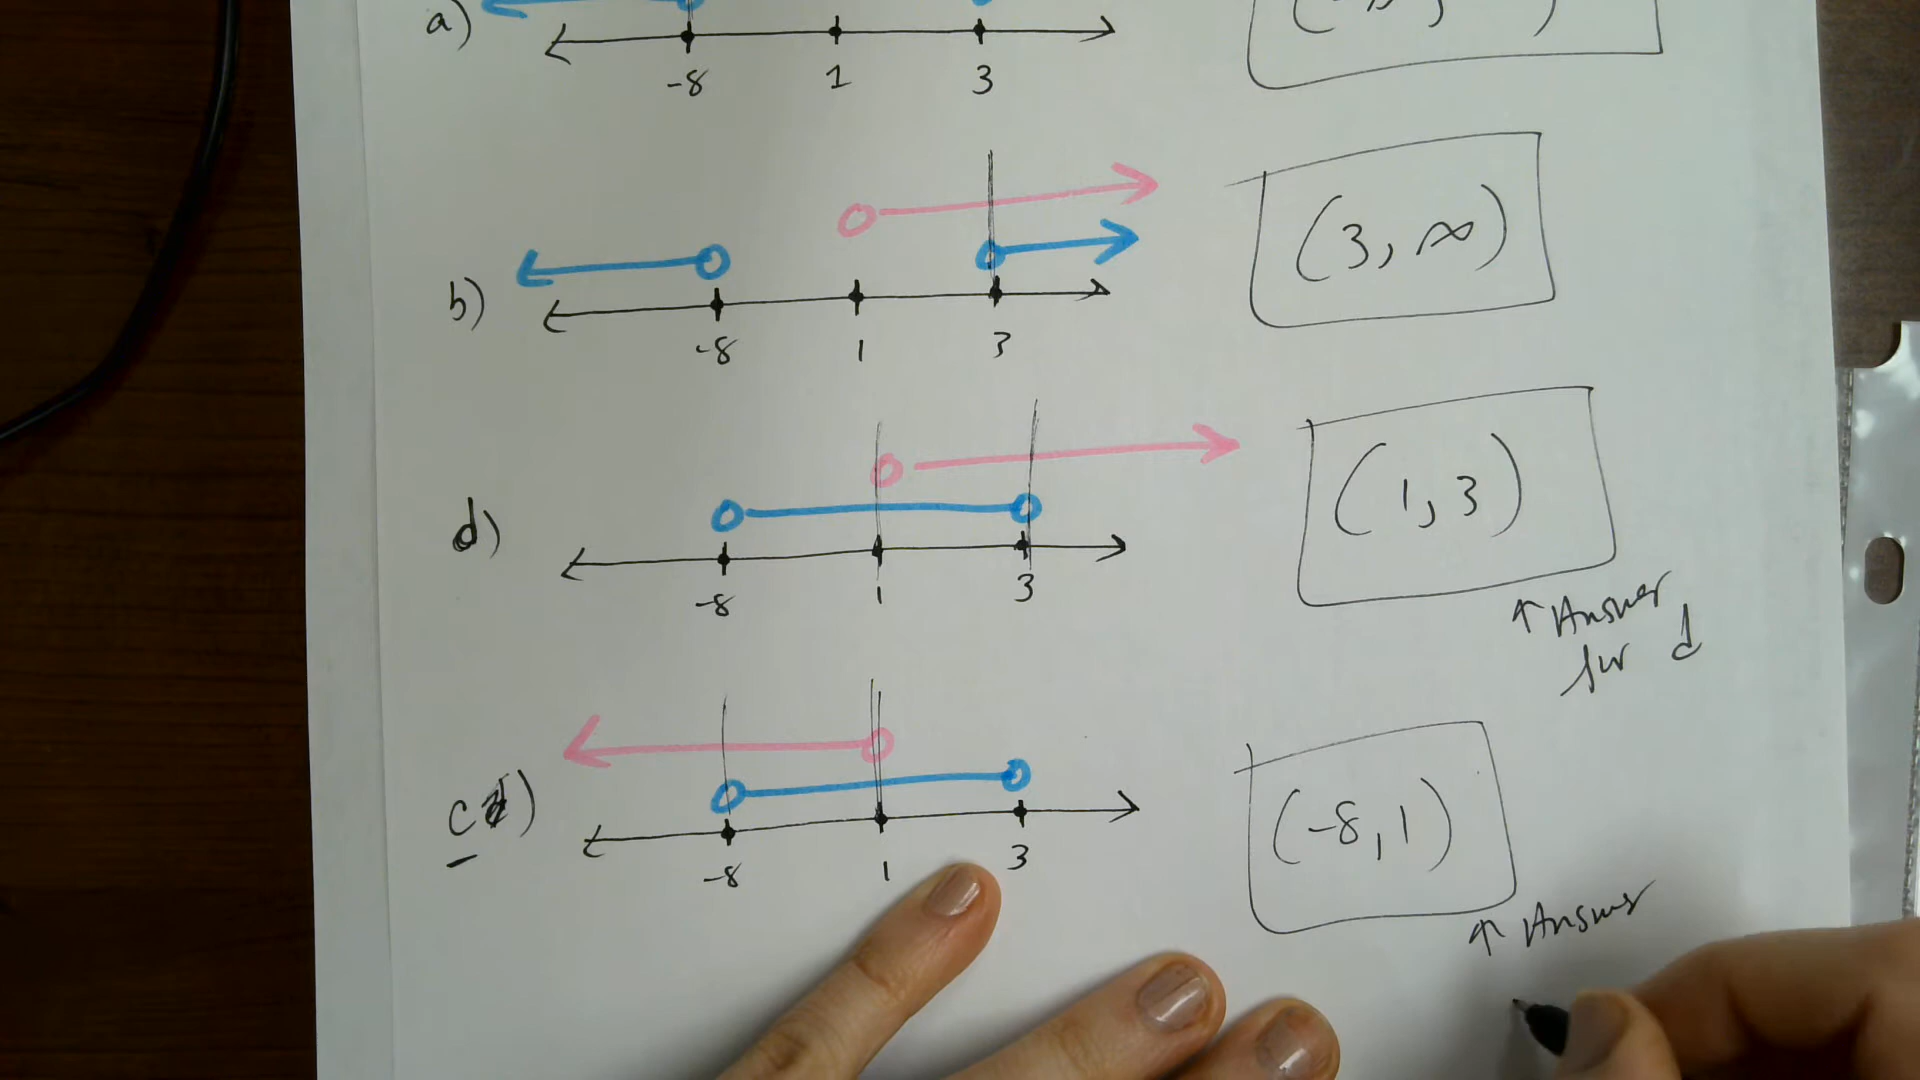 a)
-8 1 3
b)
-8 1 3
(3, ∞)
d)
-8 1 3
(1, 3)
↑ Answer
for d
c)
-8 1 3
(-8, 1)
↑ Answer